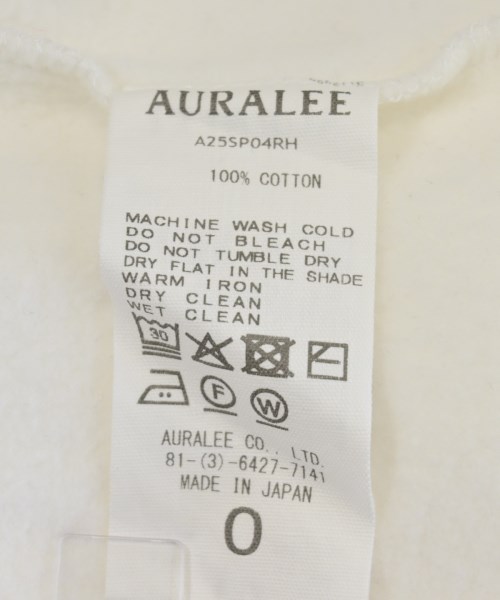 AURALEE
A25SP04RH
100% COTTON
MACHINE WASH COLD
DO NOT BLEACH
DO NOT TUMBLE DRY
DRY FLAT IN THE SHADE
WARM IRON
DRY CLEAN
WET CLEAN
30
F
W
AURALEE CO., LTD.
81-(3)-6427-7141
MADE IN JAPAN
0